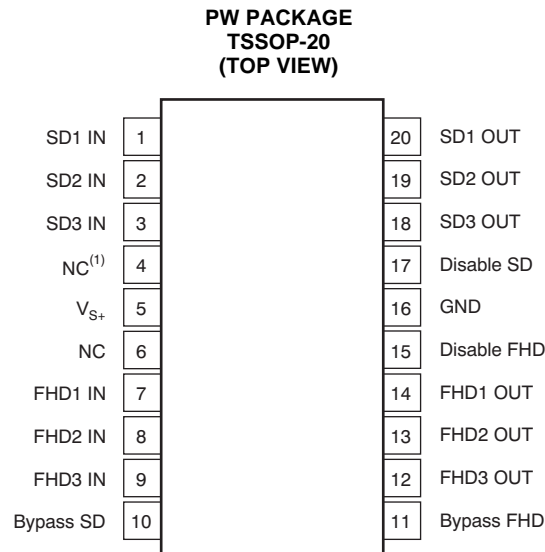 PW PACKAGE
TSSOP-20
(TOP VIEW)
SD1 IN 1 20 SD1 OUT
SD2 IN 2 19 SD2 OUT
SD3 IN 3 18 SD3 OUT
NC(1) 4 17 Disable SD
VS+ 5 16 GND
NC 6 15 Disable FHD
FHD1 IN 7 14 FHD1 OUT
FHD2 IN 8 13 FHD2 OUT
FHD3 IN 9 12 FHD3 OUT
Bypass SD 10 11 Bypass FHD